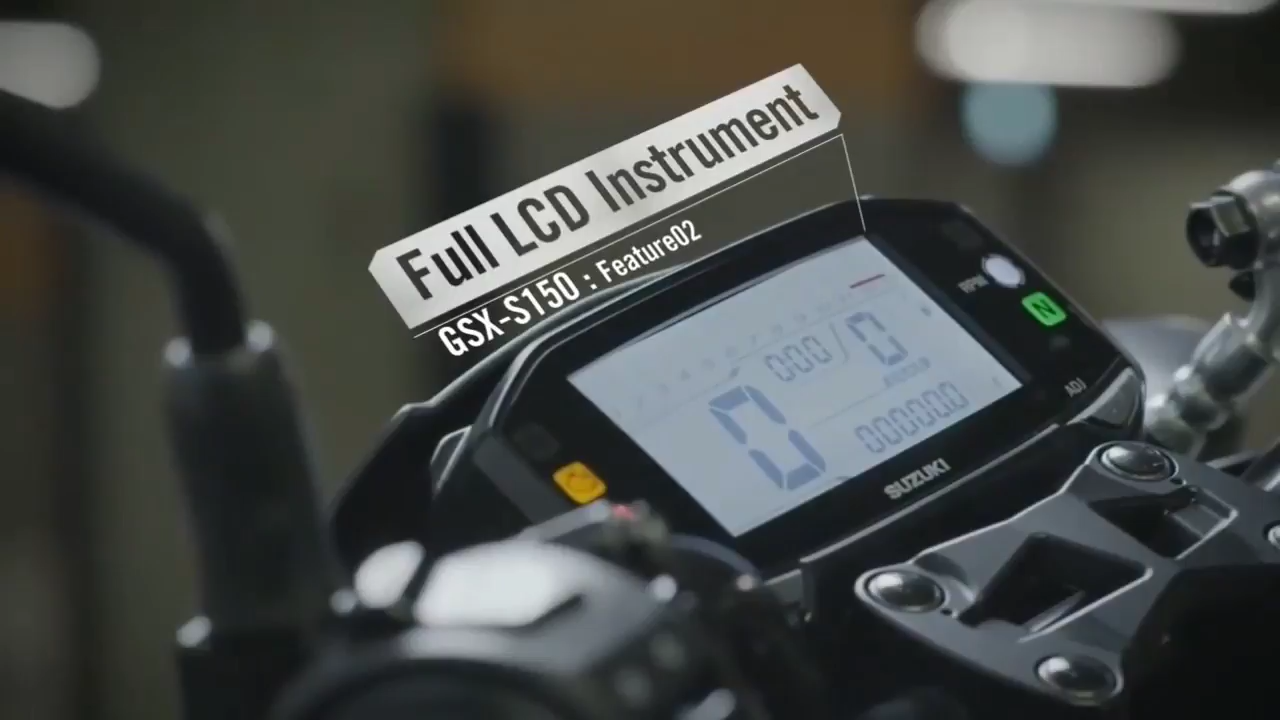 Full LCD Instrument
GSX-S150 : Feature02
RPM
N
000/0
0
000000
ADJ
SUZUKI